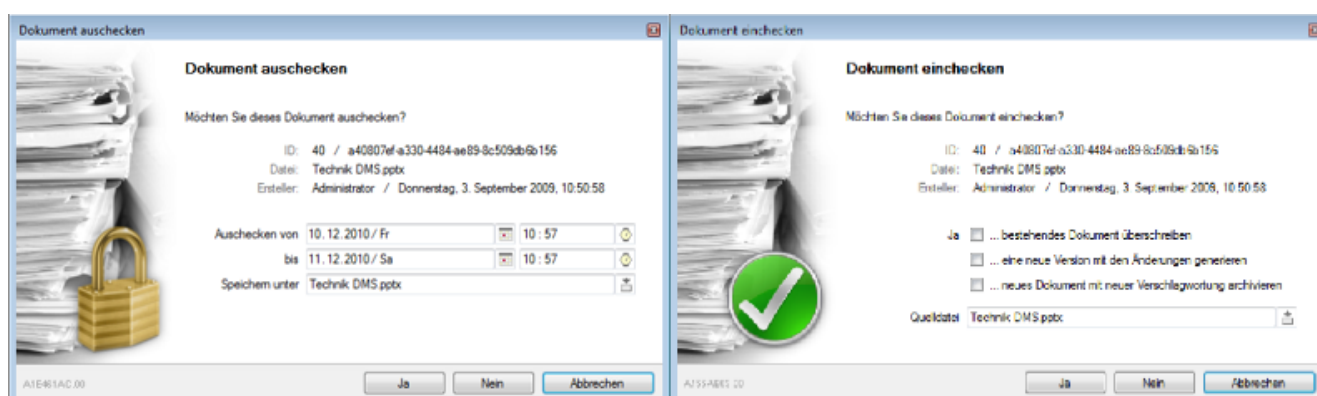 Dokument auschecken
Dokument auschecken
Möchten Sie dieses Dokument auschecken?
ID: 40 / a40807ef-a330-4484-ae89-8c509db6b156
Datei: Technik DMS.pptx
Ersteller: Administrator / Donnerstag, 3. September 2009, 10:50:58
Auschecken von 10.12.2010 / Fr 10 : 57
bis 11.12.2010 / Sa 10 : 57
Speichern unter Technik DMS.pptx
A1E461AC.00
Ja Nein Abbrechen
Dokument einchecken
Dokument einchecken
Möchten Sie dieses Dokument einchecken?
ID: 40 / a40807ef-a330-4484-ae89-8c509db6b156
Datei: Technik DMS.pptx
Ersteller: Administrator / Donnerstag, 3. September 2009, 10:50:58
Ja ... bestehendes Dokument überschreiben
... eine neue Version mit den Änderungen generieren
... neues Dokument mit neuer Verschlagwortung archivieren
Quelldatei Technik DMS.pptx
Ja Nein Abbrechen